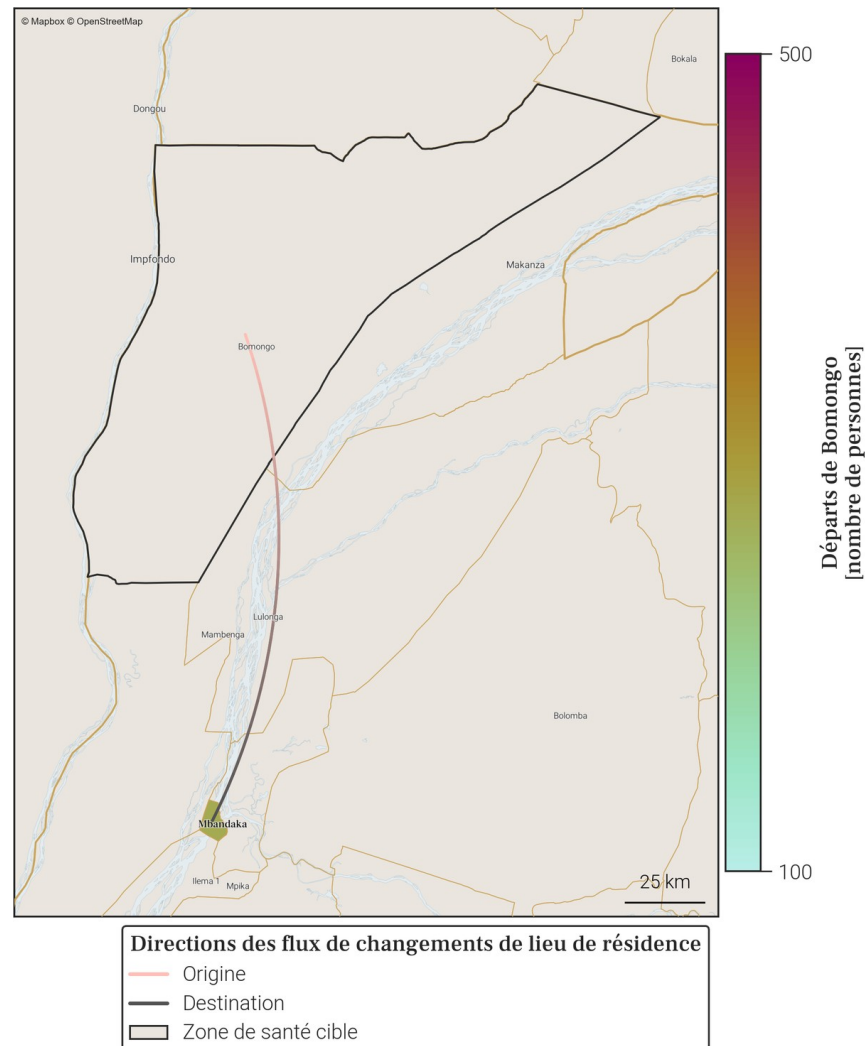 © Mapbox © OpenStreetMap
500
Bokala
Dongou
Impfondo
Makanza
Bomongo
Départs de Bomongo
[nombre de personnes]
Lulonga
Mambenga
Bolomba
Mbandaka
100
Ilema 1
Mpika
25 km
Directions des flux de changements de lieu de résidence
Origine
Destination
Zone de santé cible